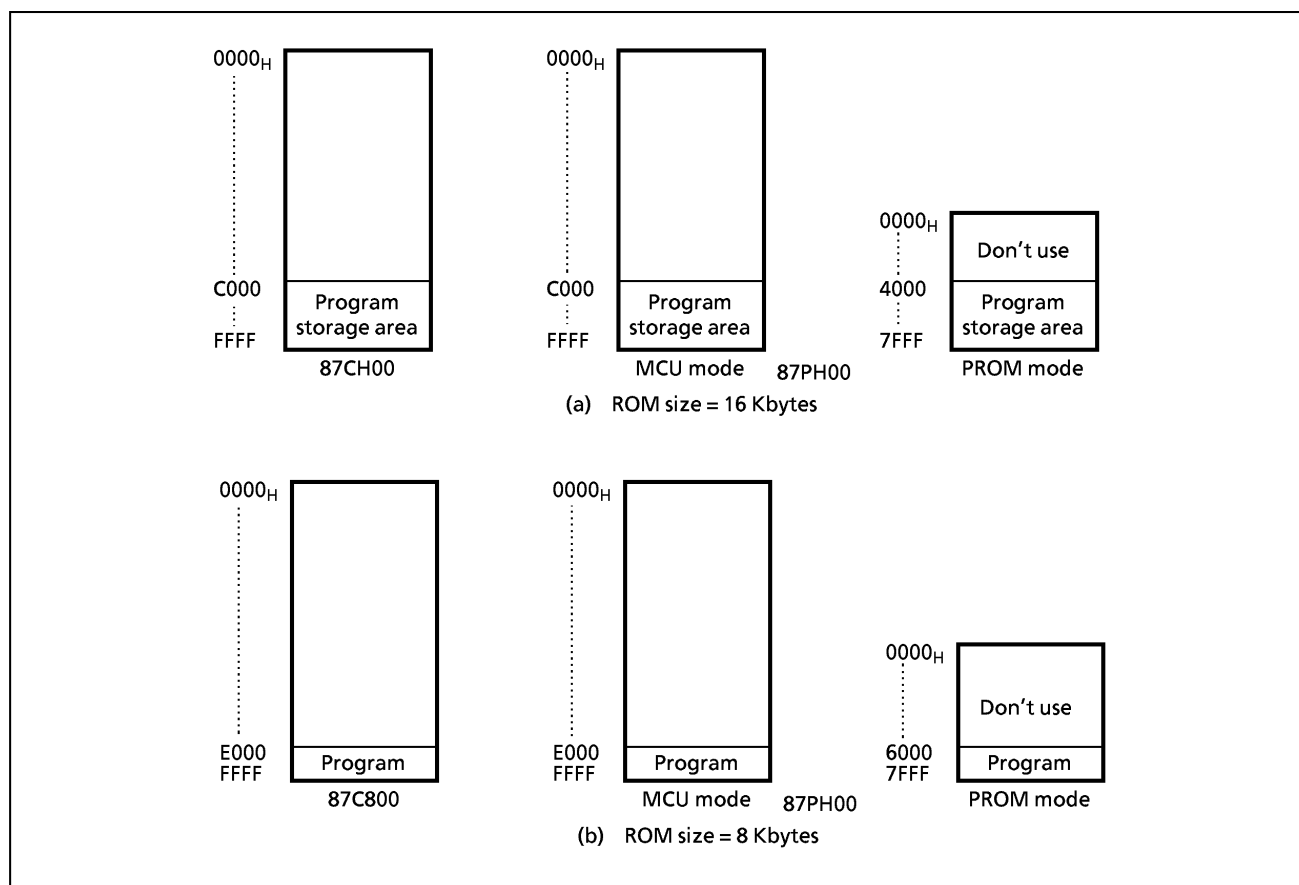 0000H
C000
FFFF
Program
storage area
87CH00
0000H
C000
FFFF
Program
storage area
MCU mode
87PH00
0000H
4000
7FFF
Don't use
Program
storage area
PROM mode
(a) ROM size = 16 Kbytes
0000H
E000
FFFF
Program
87C800
0000H
E000
FFFF
Program
MCU mode
87PH00
0000H
6000
7FFF
Don't use
Program
PROM mode
(b) ROM size = 8 Kbytes